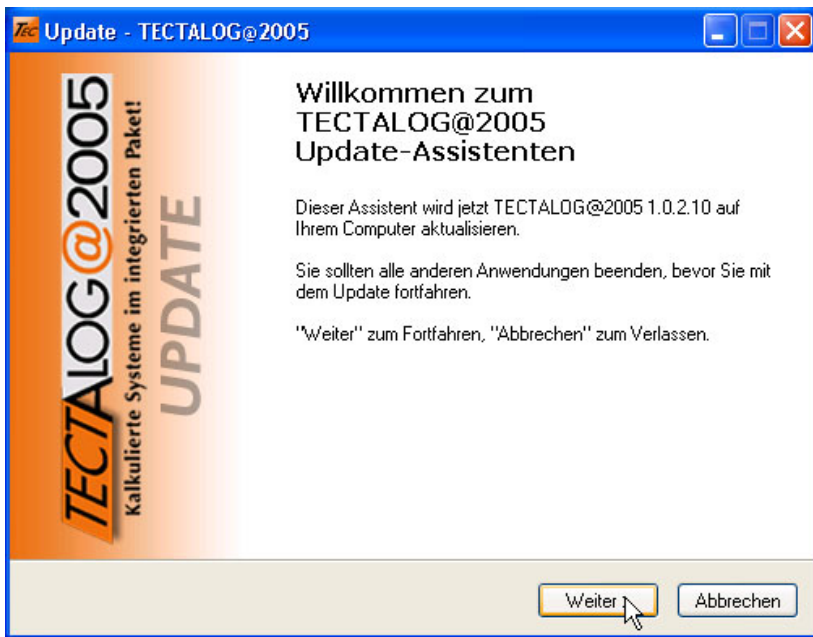 TEC Update - TECTALOG@2005
TECTALOG@2005
Kalkulierte Systeme im integrierten Paket!
UPDATE
Willkommen zum
TECTALOG@2005
Update-Assistenten
Dieser Assistent wird jetzt TECTALOG@2005 1.0.2.10 auf
Ihrem Computer aktualisieren.
Sie sollten alle anderen Anwendungen beenden, bevor Sie mit
dem Update fortfahren.
"Weiter" zum Fortfahren, "Abbrechen" zum Verlassen.
Weiter >
Abbrechen